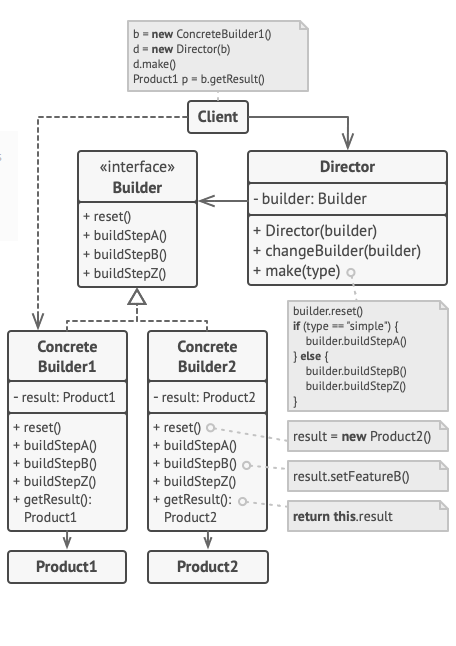 b = new ConcreteBuilder1()
d = new Director(b)
d.make()
Product1 p = b.getResult()
Client
«interface»
Builder
+ reset()
+ buildStepA()
+ buildStepB()
+ buildStepZ()
Director
- builder: Builder
+ Director(builder)
+ changeBuilder(builder)
+ make(type)
builder.reset()
if (type == "simple") {
builder.buildStepA()
} else {
builder.buildStepB()
builder.buildStepZ()
}
Concrete
Builder1
- result: Product1
+ reset()
+ buildStepA()
+ buildStepB()
+ buildStepZ()
+ getResult():
Product1
Concrete
Builder2
- result: Product2
+ reset()
+ buildStepA()
+ buildStepB()
+ buildStepZ()
+ getResult():
Product2
result = new Product2()
result.setFeatureB()
return this.result
Product1
Product2